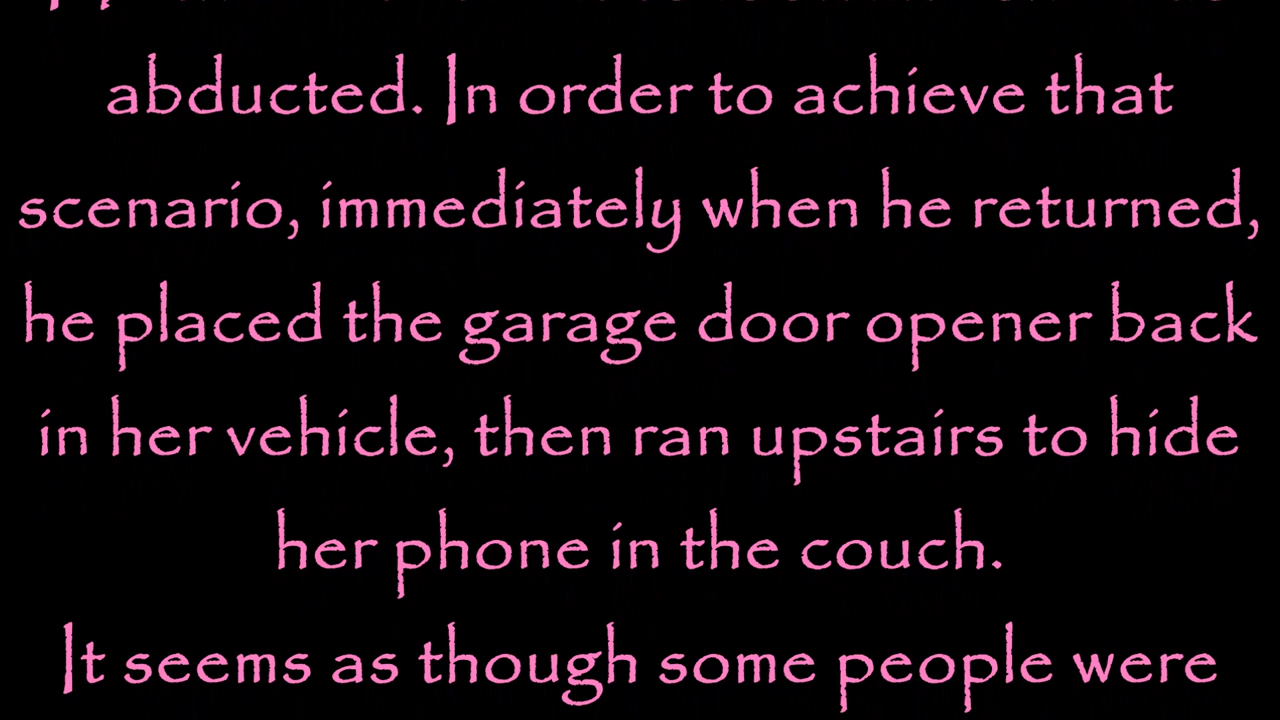 abducted. In order to achieve that
scenario, immediately when he returned,
he placed the garage door opener back
in her vehicle, then ran upstairs to hide
her phone in the couch.
It seems as though some people were